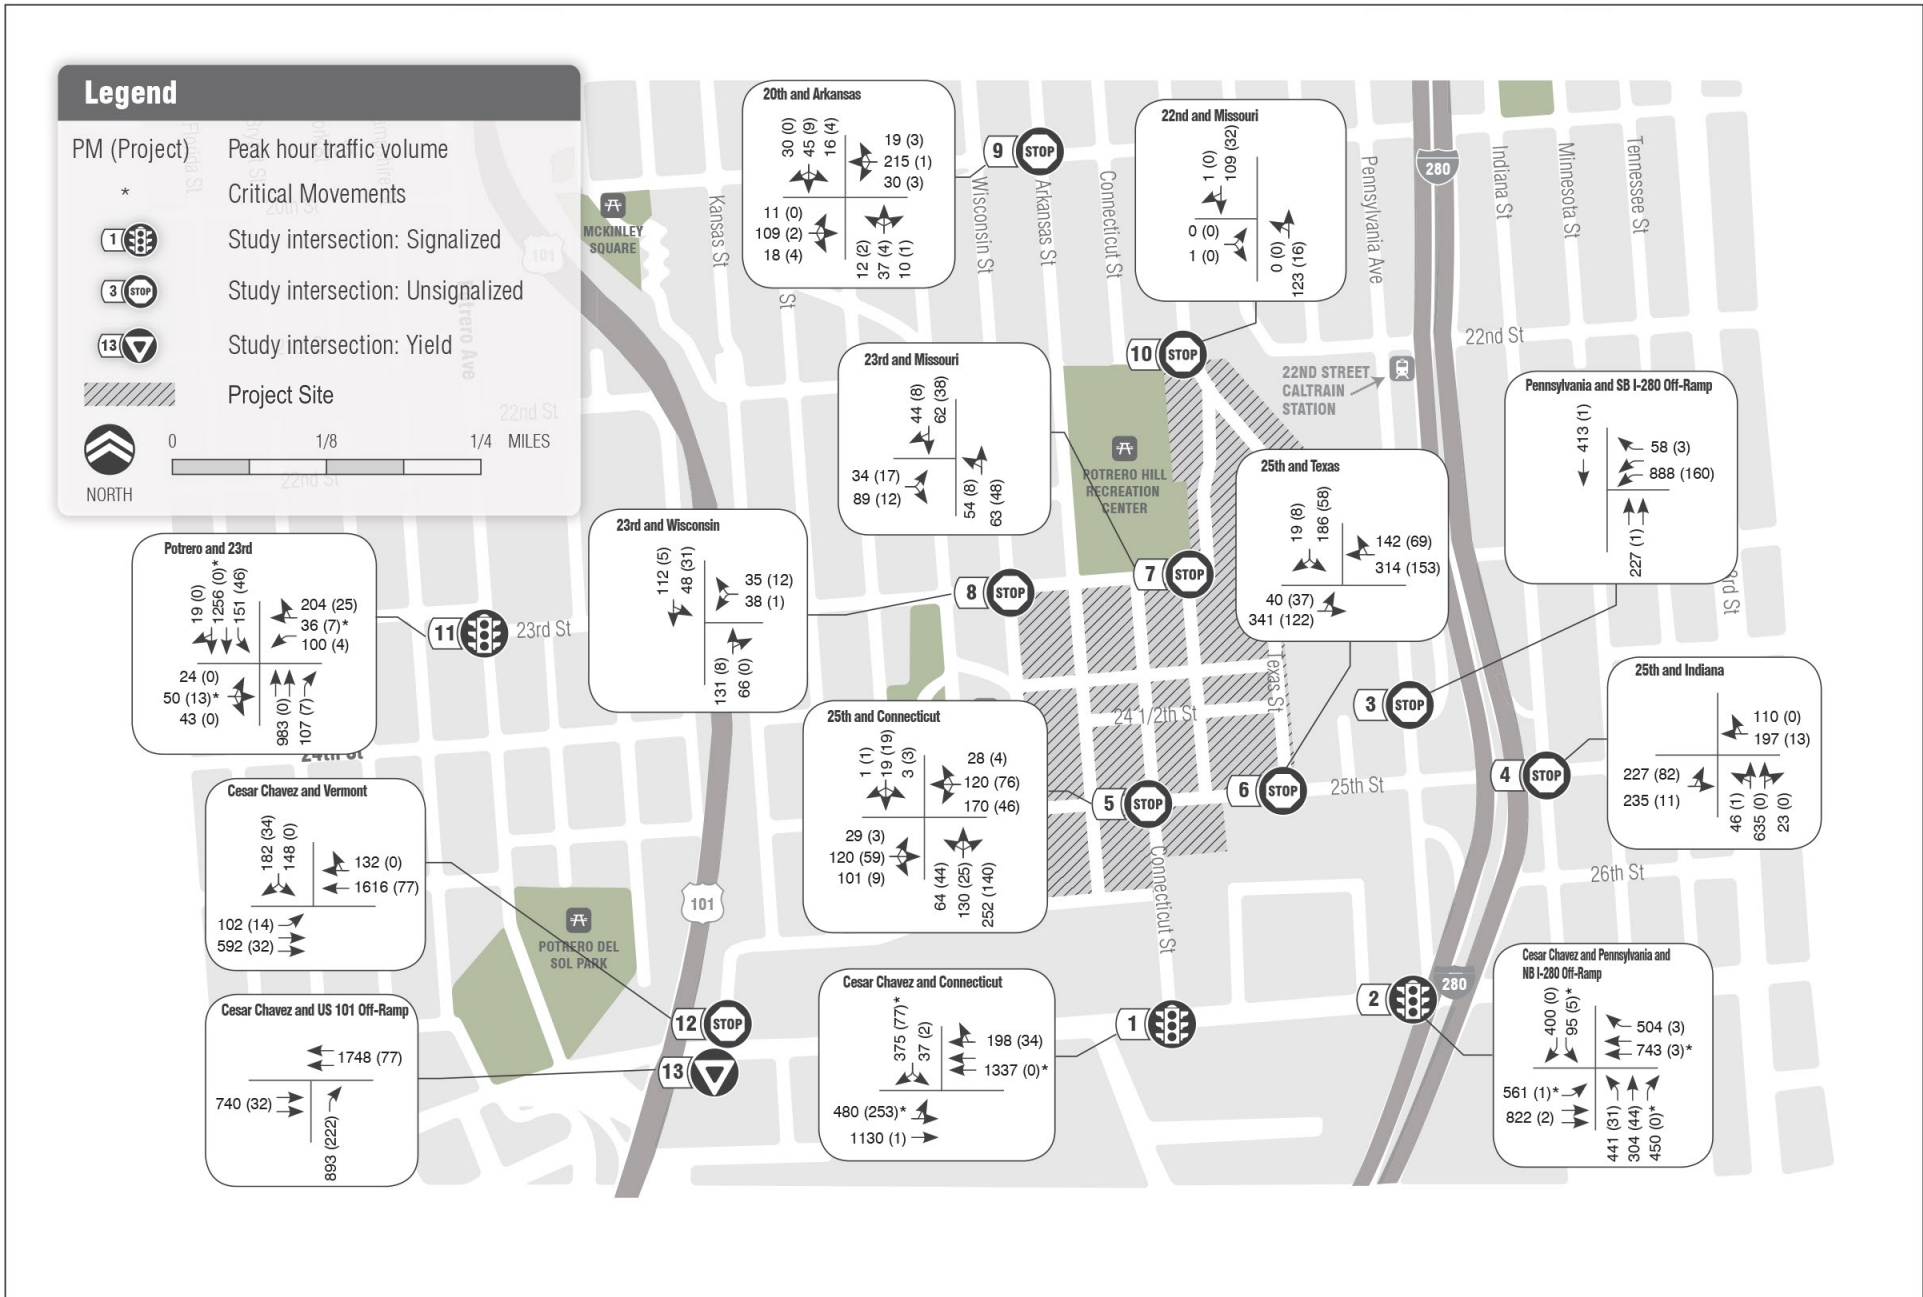 Legend
PM (Project) Peak hour traffic volume
* Critical Movements
1 Study intersection: Signalized
3 STOP Study intersection: Unsignalized
13 Study intersection: Yield
Project Site
0 1/8 1/4 MILES
NORTH
20th and Arkansas
30 (0)
45 (9)
16 (4)
19 (3)
215 (1)
30 (3)
11 (0)
109 (2)
18 (4)
12 (2)
37 (4)
10 (1)
9 STOP
22nd and Missouri
1 (0)
109 (32)
0 (0)
1 (0)
0 (0)
123 (16)
10 STOP
23rd and Missouri
44 (8)
62 (38)
34 (17)
89 (12)
54 (8)
63 (48)
7 STOP
25th and Texas
19 (8)
186 (58)
142 (69)
314 (153)
40 (37)
341 (122)
6 STOP
Pennsylvania and SB I-280 Off-Ramp
413 (1)
58 (3)
888 (160)
227 (1)
3 STOP
23rd and Wisconsin
112 (5)
48 (31)
35 (12)
38 (1)
131 (8)
66 (0)
8 STOP
Potrero and 23rd
19 (0)
1256 (0)*
151 (46)
204 (25)
36 (7)*
100 (4)
24 (0)
50 (13)*
43 (0)
983 (0)
107 (7)
11
25th and Indiana
110 (0)
197 (13)
227 (82)
235 (11)
46 (1)
635 (0)
23 (0)
4 STOP
25th and Connecticut
1 (1)
19 (19)
3 (3)
28 (4)
120 (76)
170 (46)
29 (3)
120 (59)
101 (9)
64 (44)
130 (25)
252 (140)
5 STOP
Cesar Chavez and Vermont
182 (34)
148 (0)
132 (0)
1616 (77)
102 (14)
592 (32)
12 STOP
Cesar Chavez and US 101 Off-Ramp
1748 (77)
740 (32)
893 (222)
13
Cesar Chavez and Connecticut
375 (77)*
37 (2)
198 (34)
1337 (0)*
480 (253)*
1130 (1)
1
Cesar Chavez and Pennsylvania and
NB I-280 Off-Ramp
400 (0)
95 (5)*
504 (3)
743 (3)*
561 (1)*
822 (2)
441 (31)
304 (44)
450 (0)*
2
MCKINLEY
SQUARE
POTRERO HILL
RECREATION
CENTER
22ND STREET
CALTRAIN
STATION
POTRERO DEL
SOL PARK
Kansas St
St
Wisconsin St
Arkansas St
Connecticut St
Pennsylvania Ave
Indiana St
Minnesota St
Tennessee St
22nd St
23rd St
24 1/2th St
Texas St
25th St
26th St
Connecticut St
24th St
22nd St
22nd St
20th St
Potrero Ave
101
101
280
280